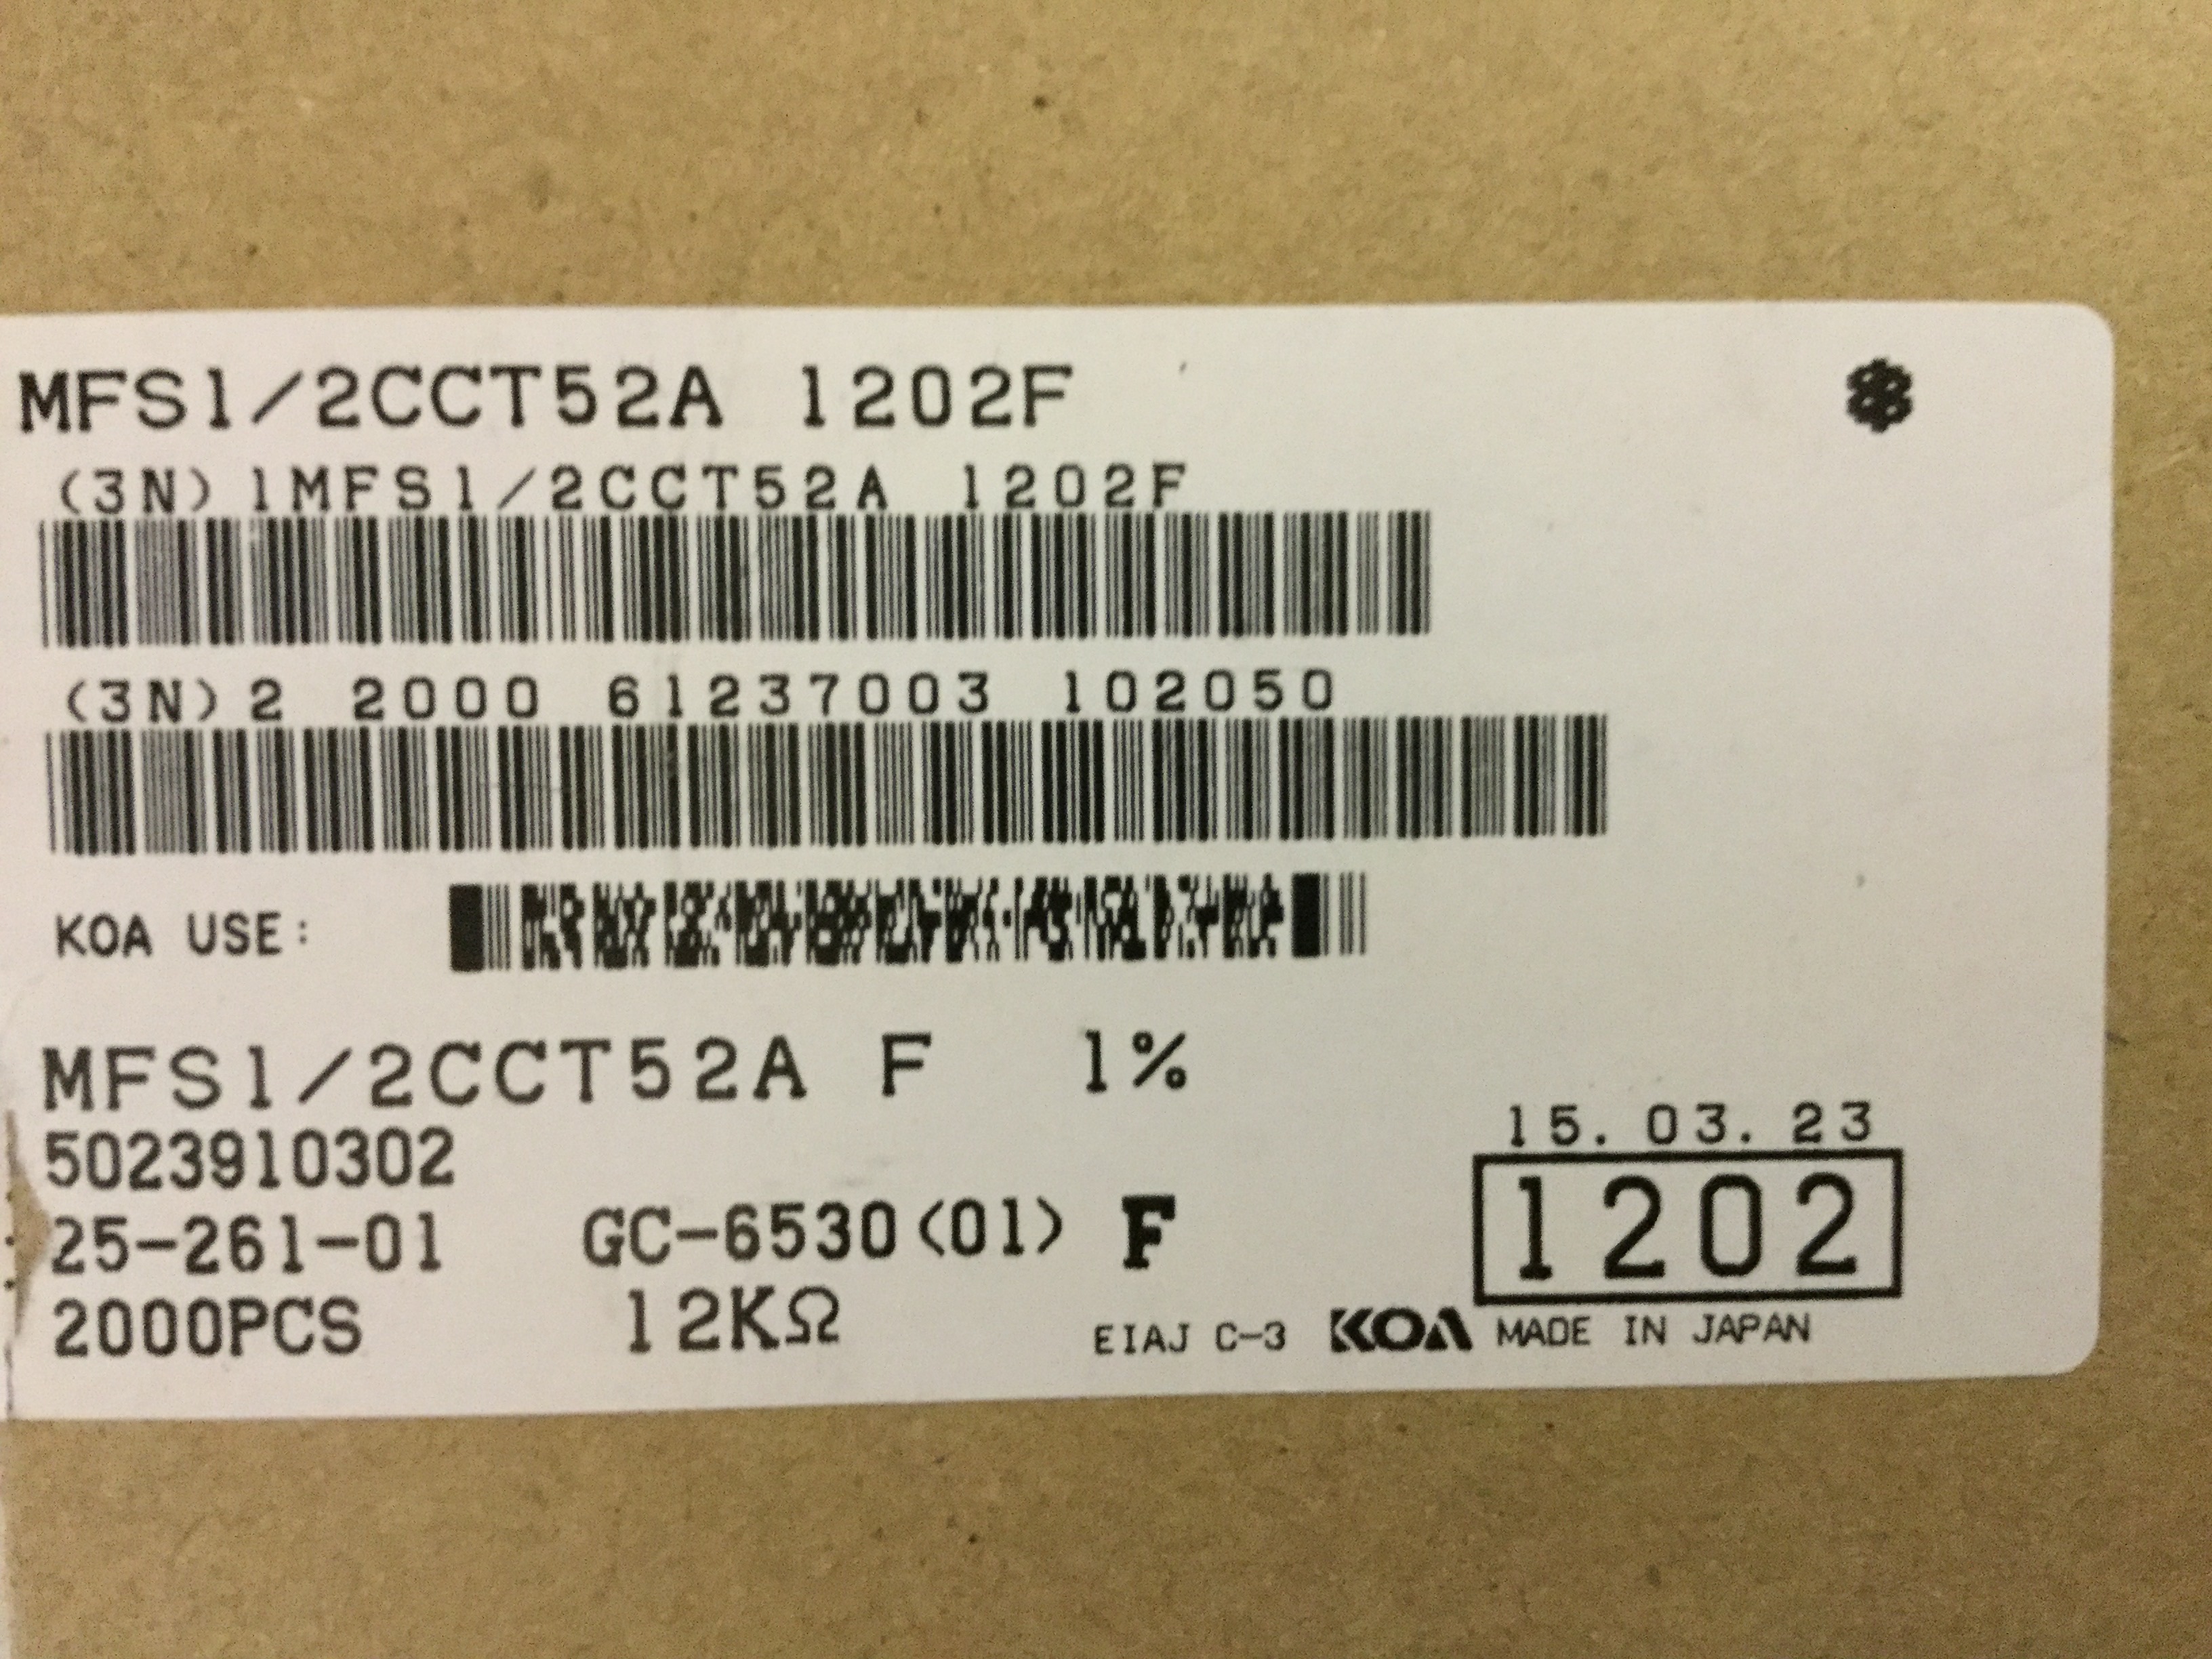 MFS1/2CCT52A 1202F
(3N)1MFS1/2CCT52A 1202F
(3N)2 2000 61237003 102050
KOA USE:
MFS1/2CCT52A F 1%
5023910302
15.03.23
25-261-01 GC-6530(01) F 1202
2000PCS 12KΩ EIAJ C-3 KOA MADE IN JAPAN